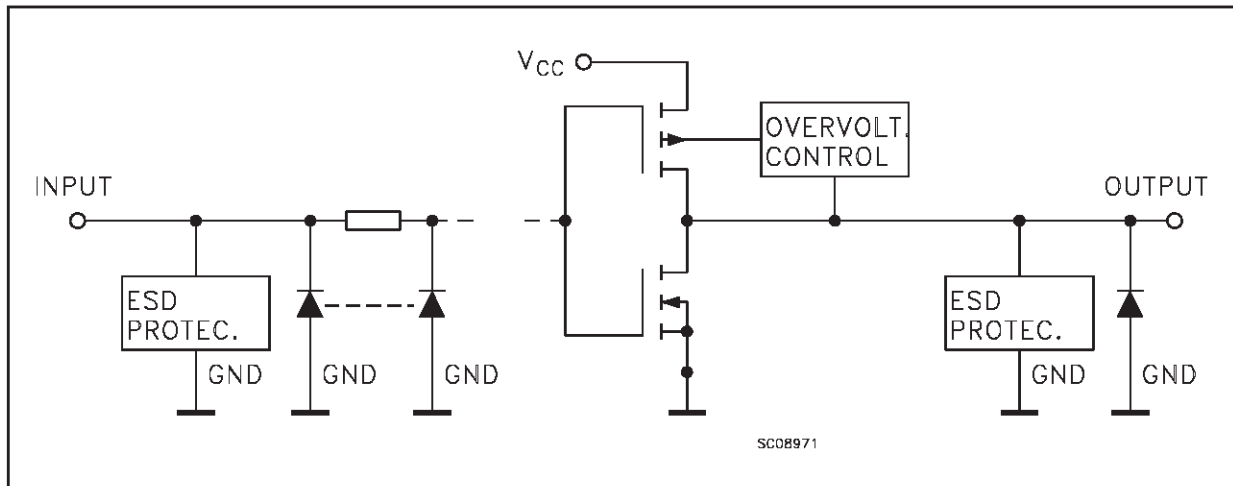 VCC
OVERVOLT.
CONTROL
INPUT
OUTPUT
ESD
PROTEC.
ESD
PROTEC.
GND
GND
GND
GND
GND
SC08971